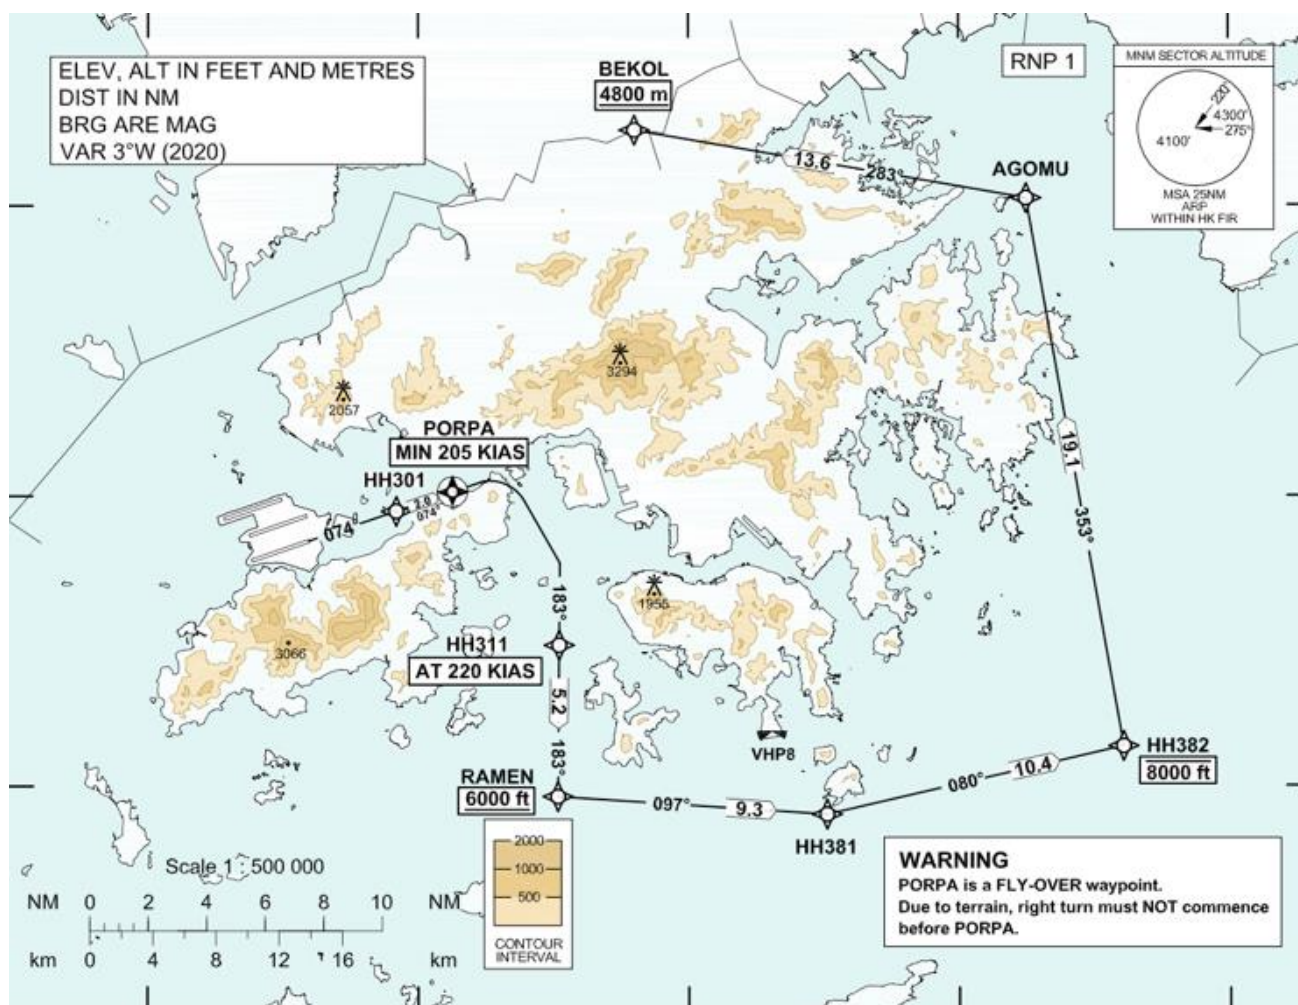 ELEV, ALT IN FEET AND METRES
DIST IN NM
BRG ARE MAG
VAR 3°W (2020)
BEKOL
4800 m
RNP 1
MNM SECTOR ALTITUDE
220°
4300'
275°
4100'
MSA 25NM
ARP
WITHIN HK FIR
13.6
283°
AGOMU
3294
2057
PORPA
MIN 205 KIAS
HH301
2.0
074°
074°
19.1
353°
183°
1955
3066
HH311
AT 220 KIAS
5.2
183°
VHP8
HH382
8000 ft
RAMEN
6000 ft
097°
9.3
080°
10.4
HH381
2000
1000
500
CONTOUR
INTERVAL
Scale 1 : 500 000
NM 0 2 4 6 8 10 NM
km 0 4 8 12 16 km
WARNING
PORPA is a FLY-OVER waypoint.
Due to terrain, right turn must NOT commence
before PORPA.